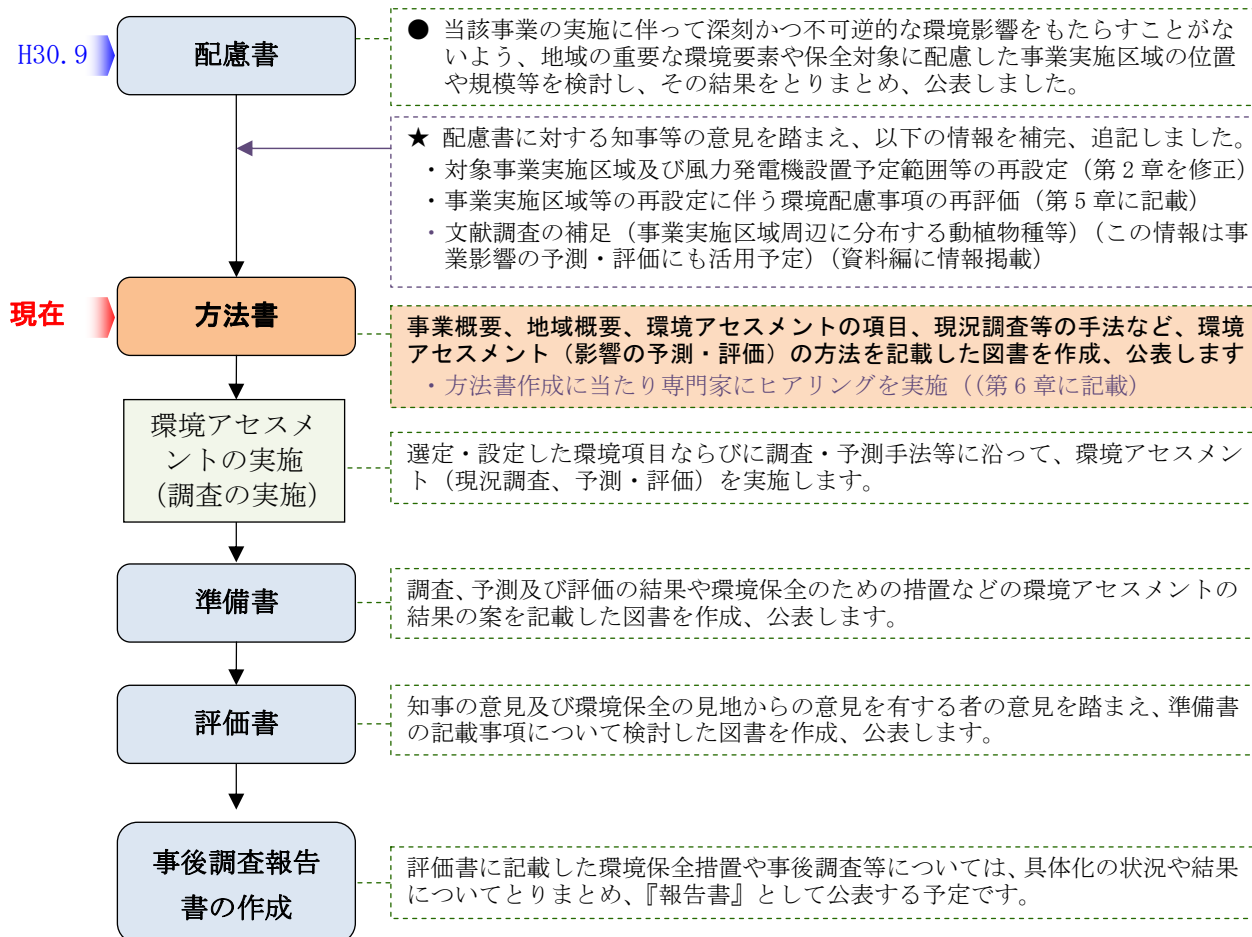 H30.9
配慮書
● 当該事業の実施に伴って深刻かつ不可逆的な環境影響をもたらすことがな
いよう、地域の重要な環境要素や保全対象に配慮した事業実施区域の位置
や規模等を検討し、その結果をとりまとめ、公表しました。
★ 配慮書に対する知事等の意見を踏まえ、以下の情報を補完、追記しました。
・対象事業実施区域及び風力発電機設置予定範囲等の再設定（第２章を修正）
・事業実施区域等の再設定に伴う環境配慮事項の再評価（第５章に記載）
・文献調査の補足（事業実施区域周辺に分布する動植物種等）（この情報は事
業影響の予測・評価にも活用予定）（資料編に情報掲載）
現在
方法書
事業概要、地域概要、環境アセスメントの項目、現況調査等の手法など、環境
アセスメント（影響の予測・評価）の方法を記載した図書を作成、公表します
・方法書作成に当たり専門家にヒアリングを実施（（第６章に記載）
環境アセスメ
ントの実施
（調査の実施）
選定・設定した環境項目ならびに調査・予測手法等に沿って、環境アセスメン
ト（現況調査、予測・評価）を実施します。
準備書
調査、予測及び評価の結果や環境保全のための措置などの環境アセスメントの
結果の案を記載した図書を作成、公表します。
評価書
知事の意見及び環境保全の見地からの意見を有する者の意見を踏まえ、準備書
の記載事項について検討した図書を作成、公表します。
事後調査報告
書の作成
評価書に記載した環境保全措置や事後調査等については、具体化の状況や結果
についてとりまとめ、『報告書』として公表する予定です。